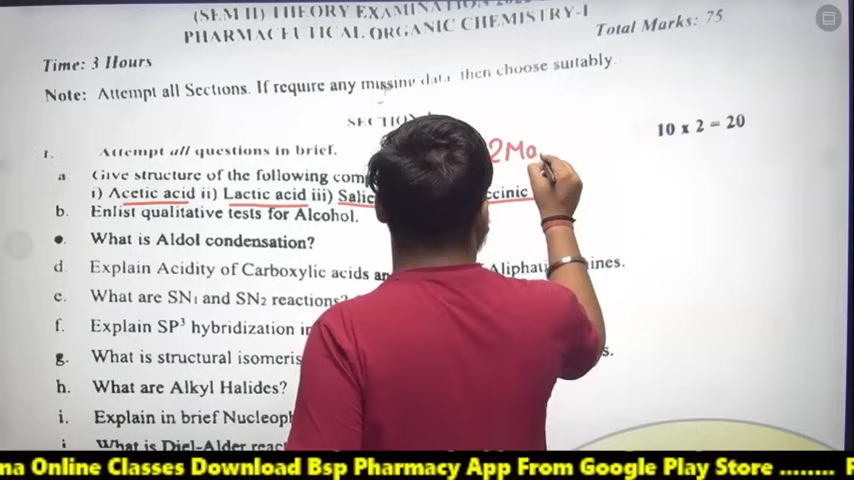 (SEM II) THEORY EXAMINATION
PHARMACEUTICAL ORGANIC CHEMISTRY-I
Total Marks: 75
Time: 3 Hours
Note: Attempt all Sections. If require any missing data then choose suitably.
10 x 2 = 20
1. Attempt all questions in brief.
2Ma
a Give structure of the following
i) Acetic acid ii) Lactic acid iii)
b. Enlist qualitative tests for Alcohol.
What is Aldol condensation?
d. Explain Acidity of Carboxylic acids
e. What are SN1 and SN2 reactions?
f. Explain SP³ hybridization
g. What is structural
h. What are Alkyl Halides?
i. Explain in brief
What is Diel-Alder
Online Classes Download Bsp Pharmacy App From Google Play Store ........